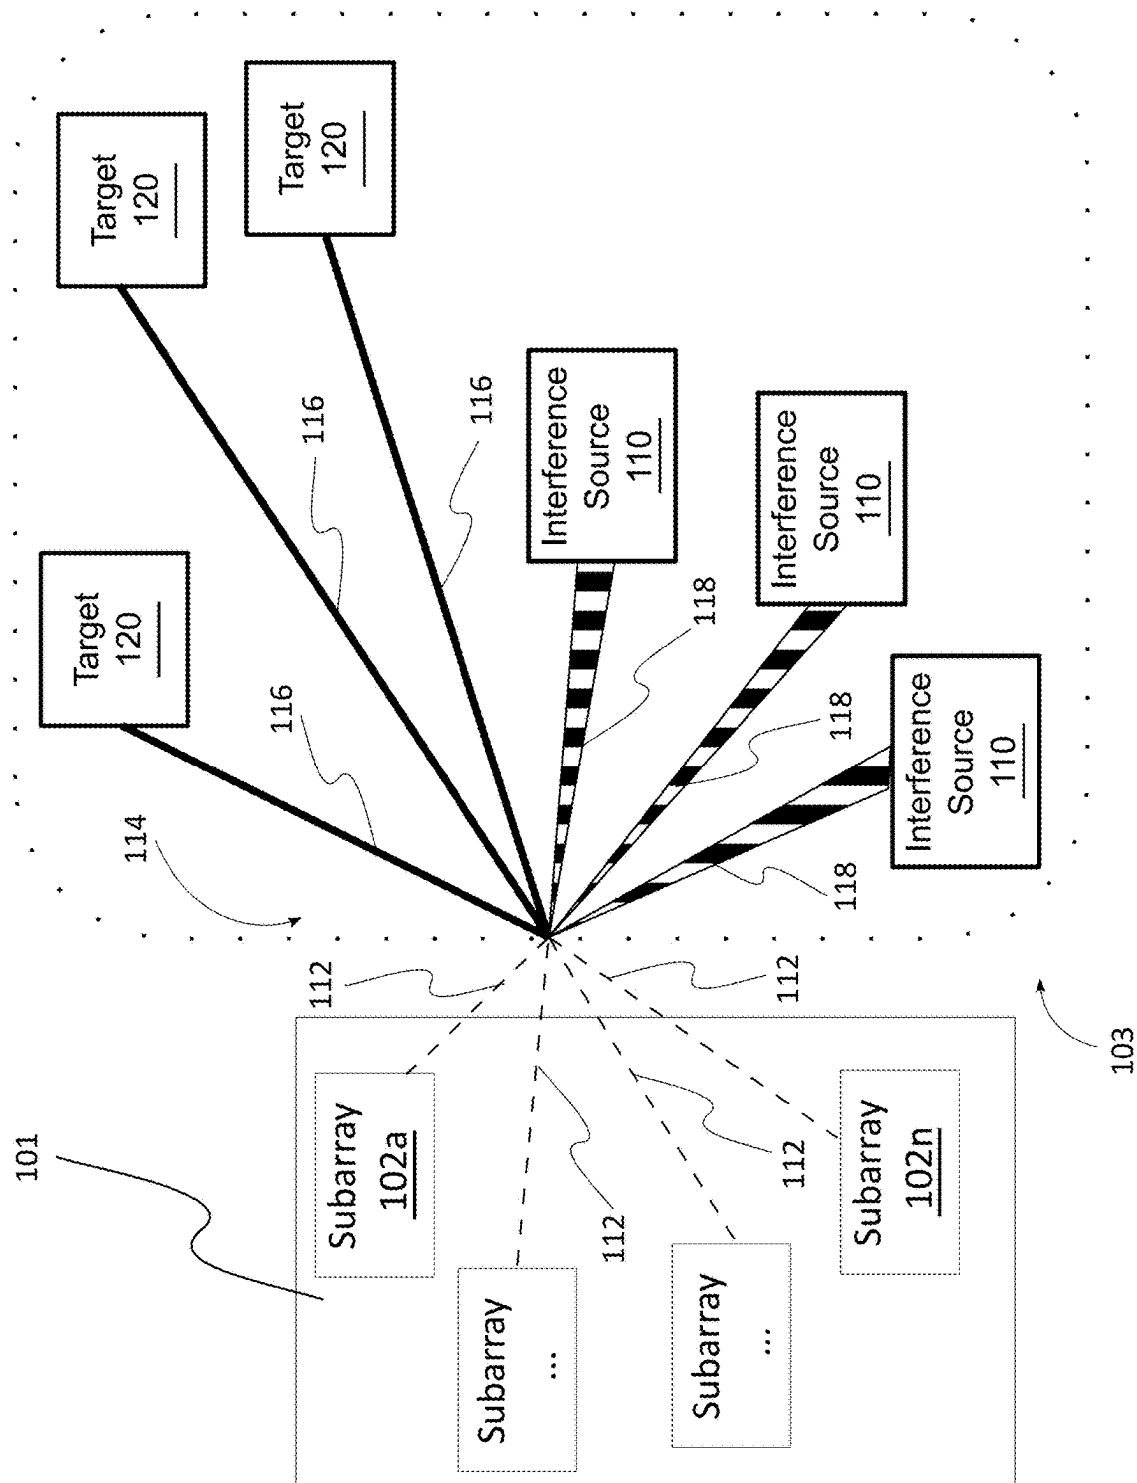 101
Target
120
Target
120
114
Target
120
116
116
112
Subarray
102a
116
Subarray
...
Interference
Source
110
112
118
Subarray
...
112
112
Interference
Source
110
118
118
Subarray
102n
Interference
Source
110
103